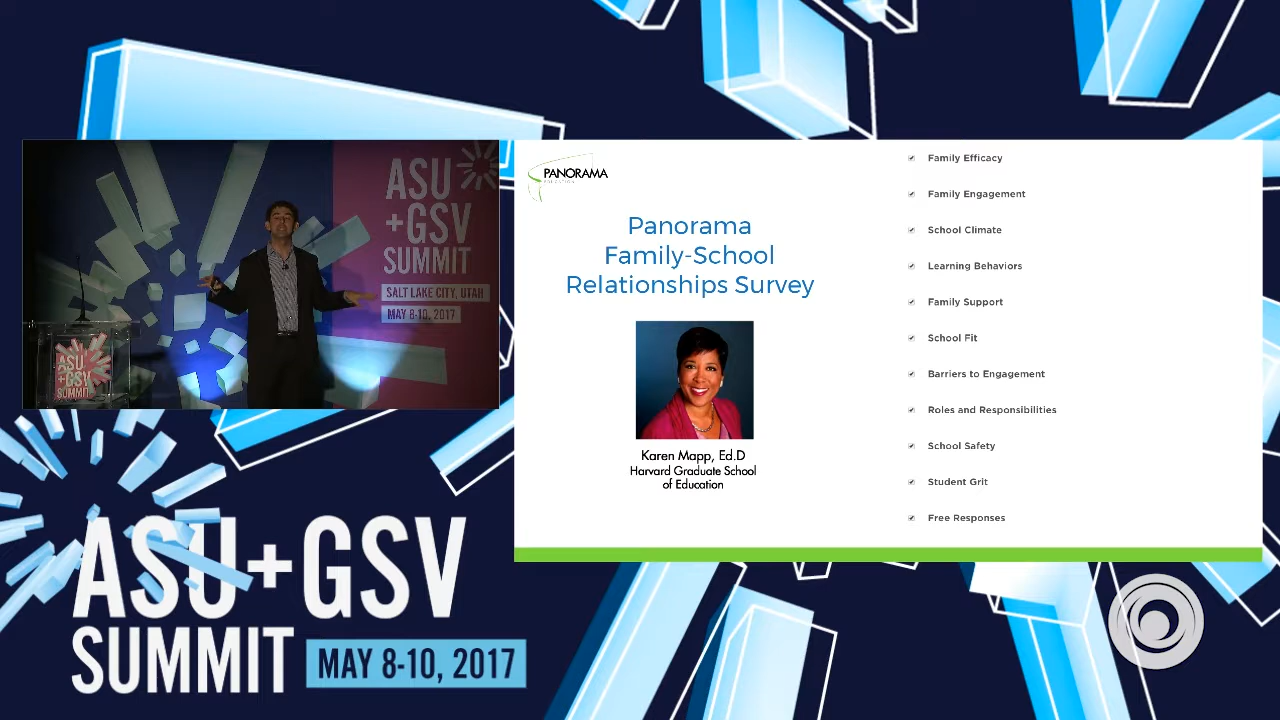 ASU
+GSV
SUMMIT
SALT LAKE CITY, UTAH
MAY 8-10, 2017
ASU
+GSV
SUMMIT
PANORAMA
EDUCATION
Panorama
Family-School
Relationships Survey
Karen Mapp, Ed.D
Harvard Graduate School
of Education
Family Efficacy
Family Engagement
School Climate
Learning Behaviors
Family Support
School Fit
Barriers to Engagement
Roles and Responsibilities
School Safety
Student Grit
Free Responses
ASU+GSV
SUMMIT
MAY 8-10, 2017